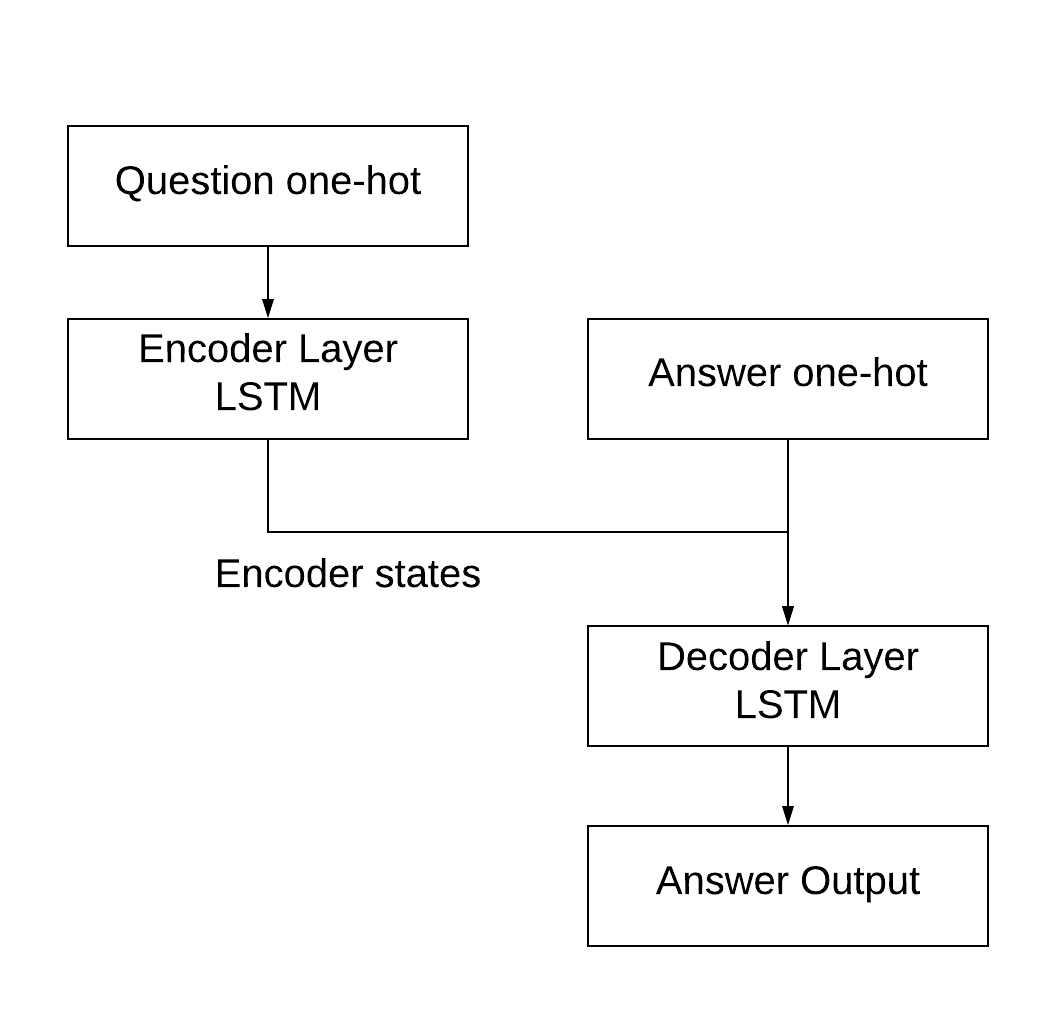 Question one-hot
Encoder Layer
LSTM
Answer one-hot
Encoder states
Decoder Layer
LSTM
Answer Output